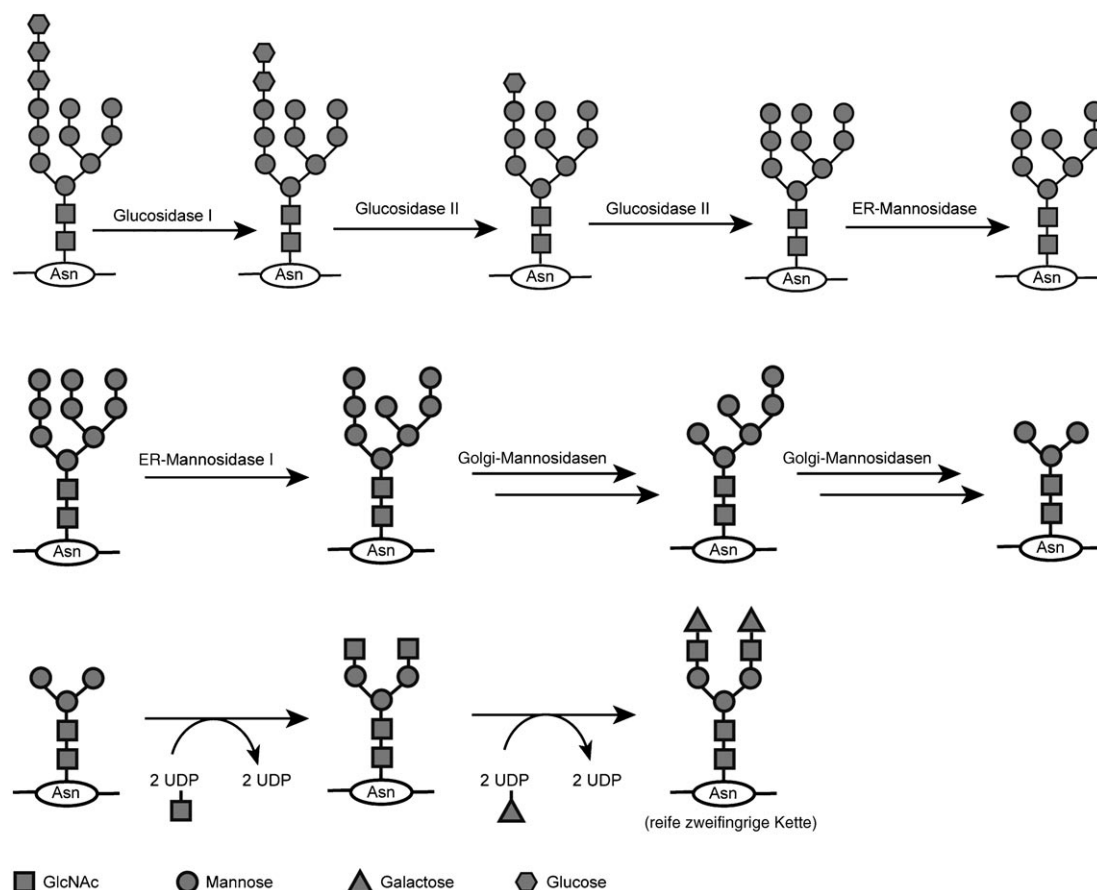 Glucosidase I
Glucosidase II
Glucosidase II
ER-Mannosidase
Asn
Asn
Asn
Asn
Asn
ER-Mannosidase I
Golgi-Mannosidasen
Golgi-Mannosidasen
Asn
Asn
Asn
Asn
2 UDP
2 UDP
2 UDP
2 UDP
Asn
Asn
Asn
(reife zweifingrige Kette)
GlcNAc
Mannose
Galactose
Glucose